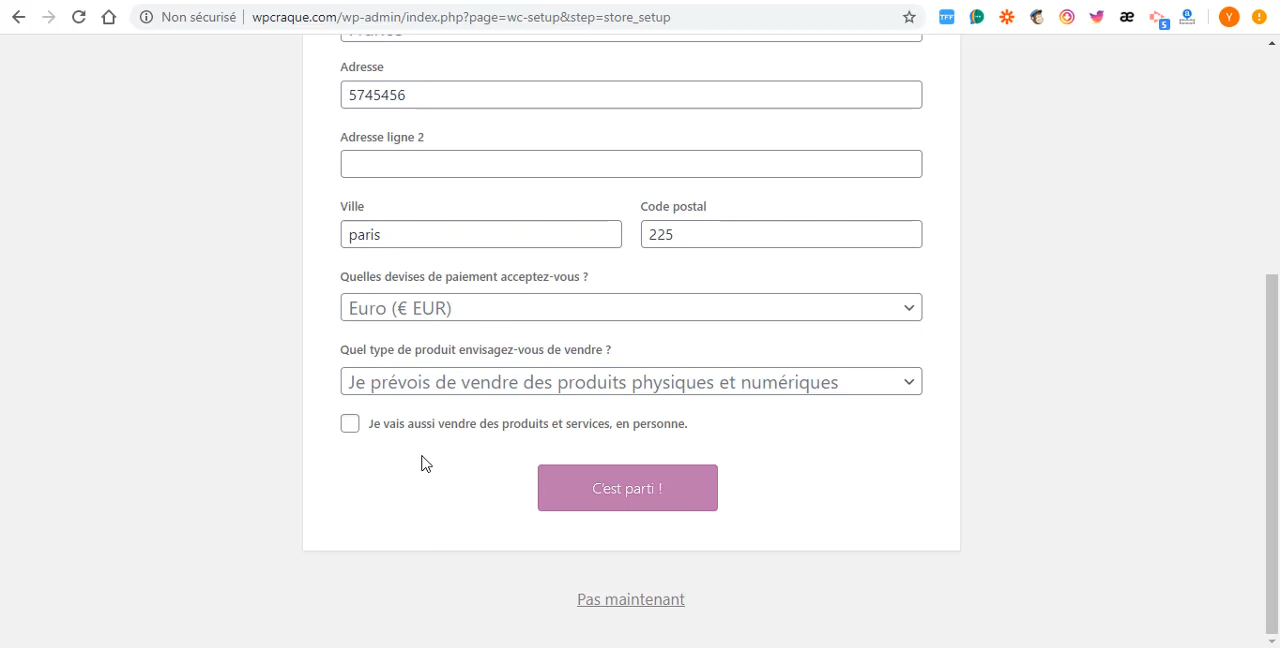 Non sécurisé
wpcraque.com/wp-admin/index.php?page=wc-setup&step=store_setup
TFF
æ
5
Y
France
Adresse
5745456
Adresse ligne 2
Ville
Code postal
paris
225
Quelles devises de paiement acceptez-vous ?
Euro (€ EUR)
Quel type de produit envisagez-vous de vendre ?
Je prévois de vendre des produits physiques et numériques
Je vais aussi vendre des produits et services, en personne.
C'est parti !
Pas maintenant